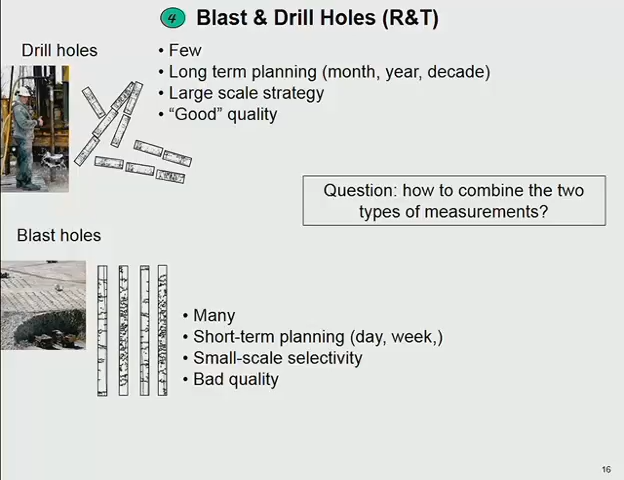 4 Blast & Drill Holes (R&T)
Drill holes
• Few
• Long term planning (month, year, decade)
• Large scale strategy
• “Good” quality
Question: how to combine the two
types of measurements?
Blast holes
• Many
• Short-term planning (day, week,)
• Small-scale selectivity
• Bad quality
16